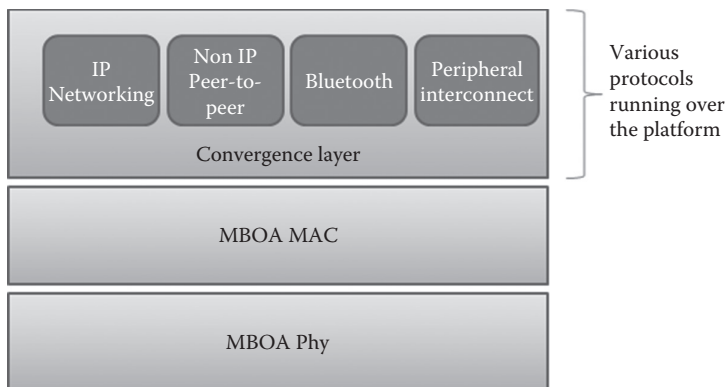 IP
Networking
Non IP
Peer-to-
peer
Bluetooth
Peripheral
interconnect
Convergence layer
Various
protocols
running over
the platform
MBOA MAC
MBOA Phy